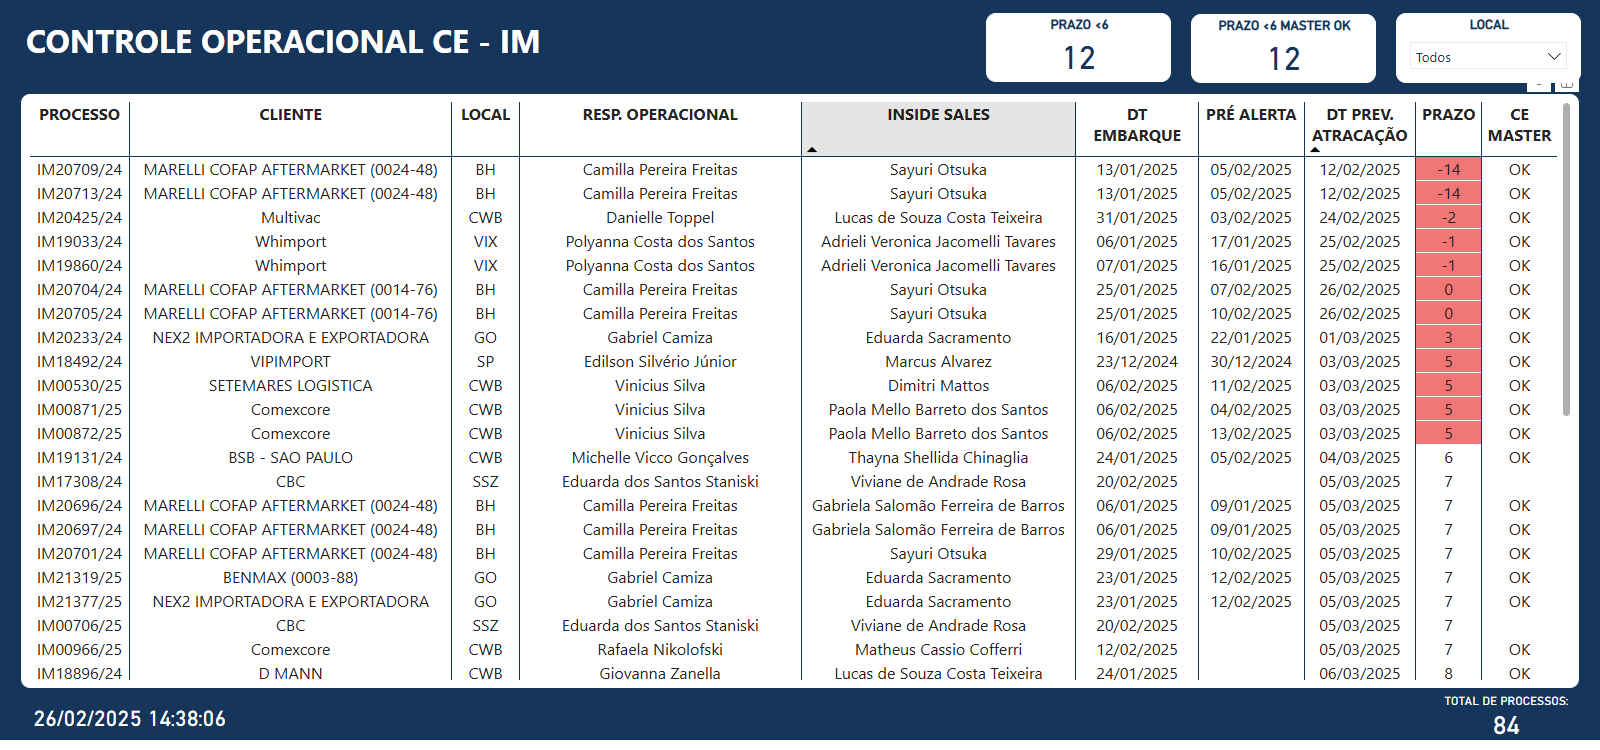 CONTROLE OPERACIONAL CE - IM
PRAZO <6
12
PRAZO <6 MASTER OK
12
LOCAL
Todos
PROCESSO CLIENTE LOCAL RESP. OPERACIONAL INSIDE SALES DT EMBARQUE PRÉ ALERTA DT PREV. ATRACAÇÃO PRAZO CE MASTER
IM20709/24 MARELLI COFAP AFTERMARKET (0024-48) BH Camilla Pereira Freitas Sayuri Otsuka 13/01/2025 05/02/2025 12/02/2025 -14 OK
IM20713/24 MARELLI COFAP AFTERMARKET (0024-48) BH Camilla Pereira Freitas Sayuri Otsuka 13/01/2025 05/02/2025 12/02/2025 -14 OK
IM20425/24 Multivac CWB Danielle Toppel Lucas de Souza Costa Teixeira 31/01/2025 03/02/2025 24/02/2025 -2 OK
IM19033/24 Whimport VIX Polyanna Costa dos Santos Adrieli Veronica Jacomelli Tavares 06/01/2025 17/01/2025 25/02/2025 -1 OK
IM19860/24 Whimport VIX Polyanna Costa dos Santos Adrieli Veronica Jacomelli Tavares 07/01/2025 16/01/2025 25/02/2025 -1 OK
IM20704/24 MARELLI COFAP AFTERMARKET (0014-76) BH Camilla Pereira Freitas Sayuri Otsuka 25/01/2025 07/02/2025 26/02/2025 0 OK
IM20705/24 MARELLI COFAP AFTERMARKET (0014-76) BH Camilla Pereira Freitas Sayuri Otsuka 25/01/2025 10/02/2025 26/02/2025 0 OK
IM20233/24 NEX2 IMPORTADORA E EXPORTADORA GO Gabriel Camiza Eduarda Sacramento 16/01/2025 22/01/2025 01/03/2025 3 OK
IM18492/24 VIPIMPORT SP Edilson Silvério Júnior Marcus Alvarez 23/12/2024 30/12/2024 03/03/2025 5 OK
IM00530/25 SETEMARES LOGISTICA CWB Vinicius Silva Dimitri Mattos 06/02/2025 11/02/2025 03/03/2025 5 OK
IM00871/25 Comexcore CWB Vinicius Silva Paola Mello Barreto dos Santos 06/02/2025 04/02/2025 03/03/2025 5 OK
IM00872/25 Comexcore CWB Vinicius Silva Paola Mello Barreto dos Santos 06/02/2025 13/02/2025 03/03/2025 5 OK
IM19131/24 BSB - SAO PAULO CWB Michelle Vicco Gonçalves Thayna Shellida Chinaglia 24/01/2025 05/02/2025 04/03/2025 6 OK
IM17308/24 CBC SSZ Eduarda dos Santos Staniski Viviane de Andrade Rosa 20/02/2025 05/03/2025 7
IM20696/24 MARELLI COFAP AFTERMARKET (0024-48) BH Camilla Pereira Freitas Gabriela Salomão Ferreira de Barros 06/01/2025 09/01/2025 05/03/2025 7 OK
IM20697/24 MARELLI COFAP AFTERMARKET (0024-48) BH Camilla Pereira Freitas Gabriela Salomão Ferreira de Barros 06/01/2025 09/01/2025 05/03/2025 7 OK
IM20701/24 MARELLI COFAP AFTERMARKET (0024-48) BH Camilla Pereira Freitas Sayuri Otsuka 29/01/2025 10/02/2025 05/03/2025 7 OK
IM21319/25 BENMAX (0003-88) GO Gabriel Camiza Eduarda Sacramento 23/01/2025 12/02/2025 05/03/2025 7 OK
IM21377/25 NEX2 IMPORTADORA E EXPORTADORA GO Gabriel Camiza Eduarda Sacramento 23/01/2025 12/02/2025 05/03/2025 7 OK
IM00706/25 CBC SSZ Eduarda dos Santos Staniski Viviane de Andrade Rosa 20/02/2025 05/03/2025 7
IM00966/25 Comexcore CWB Rafaela Nikolofski Matheus Cassio Cofferri 12/02/2025 05/03/2025 7 OK
IM18896/24 D MANN CWB Giovanna Zanella Lucas de Souza Costa Teixeira 24/01/2025 06/03/2025 8 OK
26/02/2025 14:38:06
TOTAL DE PROCESSOS:
84